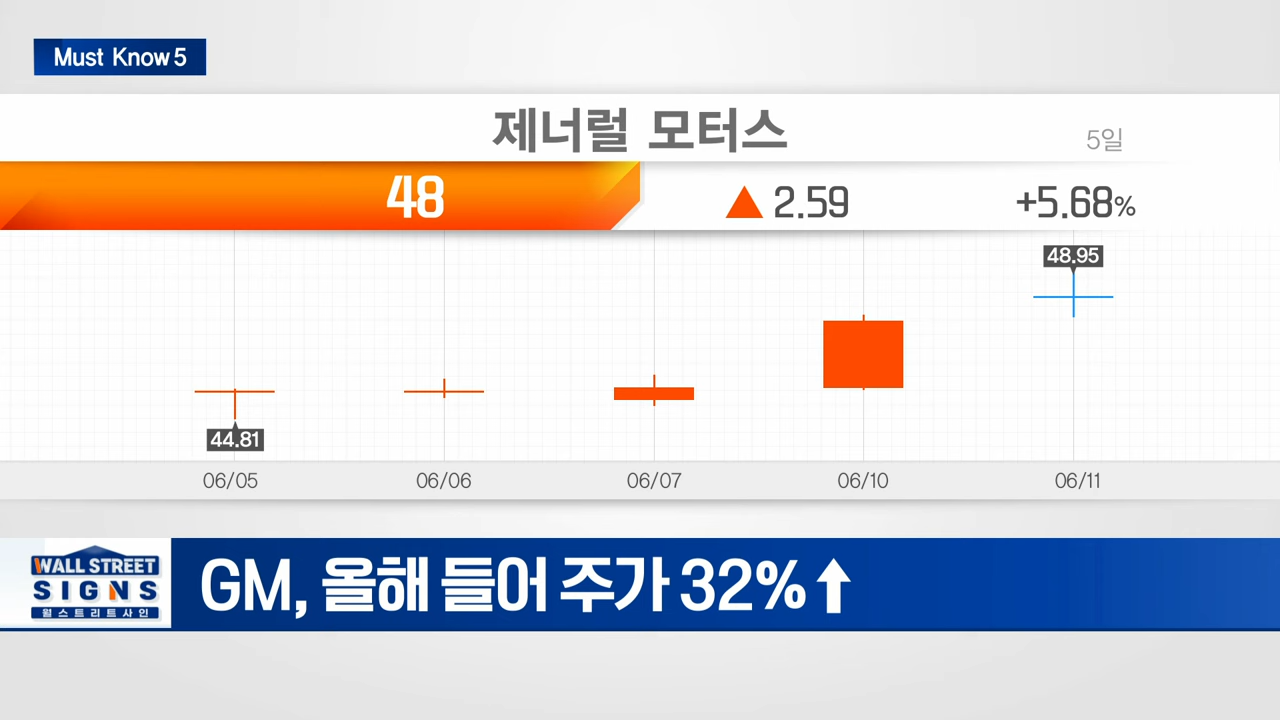 Must Know 5
제너럴 모터스
5일
48
▲ 2.59
+5.68%
48.95
44.81
06/05
06/06
06/07
06/10
06/11
WALL STREET
SIGNS
월스트리트사인
GM, 올해 들어 주가 32%↑